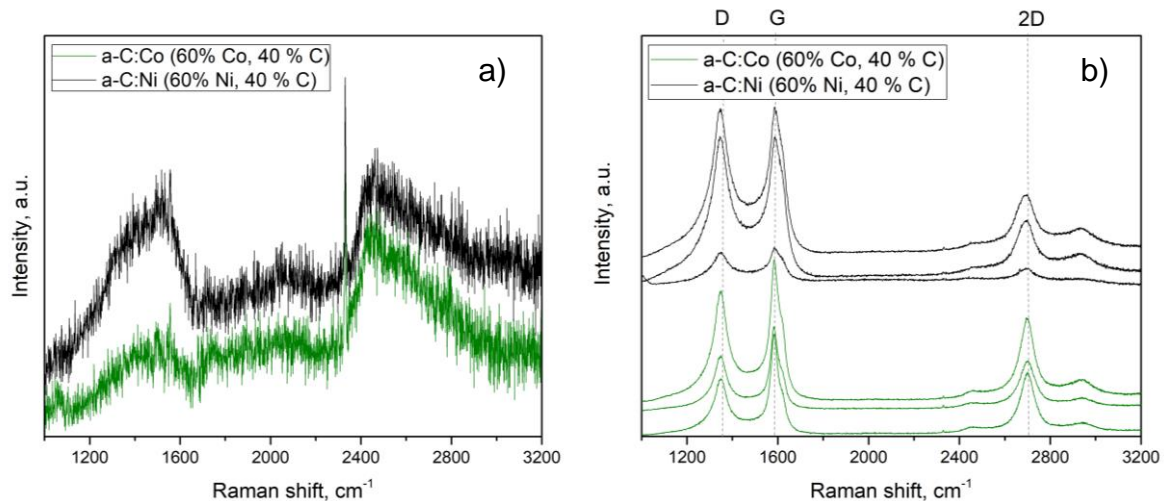 a-C:Co (60% Co, 40 % C)
a-C:Ni (60% Ni, 40 % C)
a)
Intensity, a.u.
1200 1600 2000 2400 2800 3200
Raman shift, cm-1
D G 2D
a-C:Co (60% Co, 40 % C)
a-C:Ni (60% Ni, 40 % C)
b)
Intensity, a.u.
1200 1600 2000 2400 2800 3200
Raman shift, cm-1